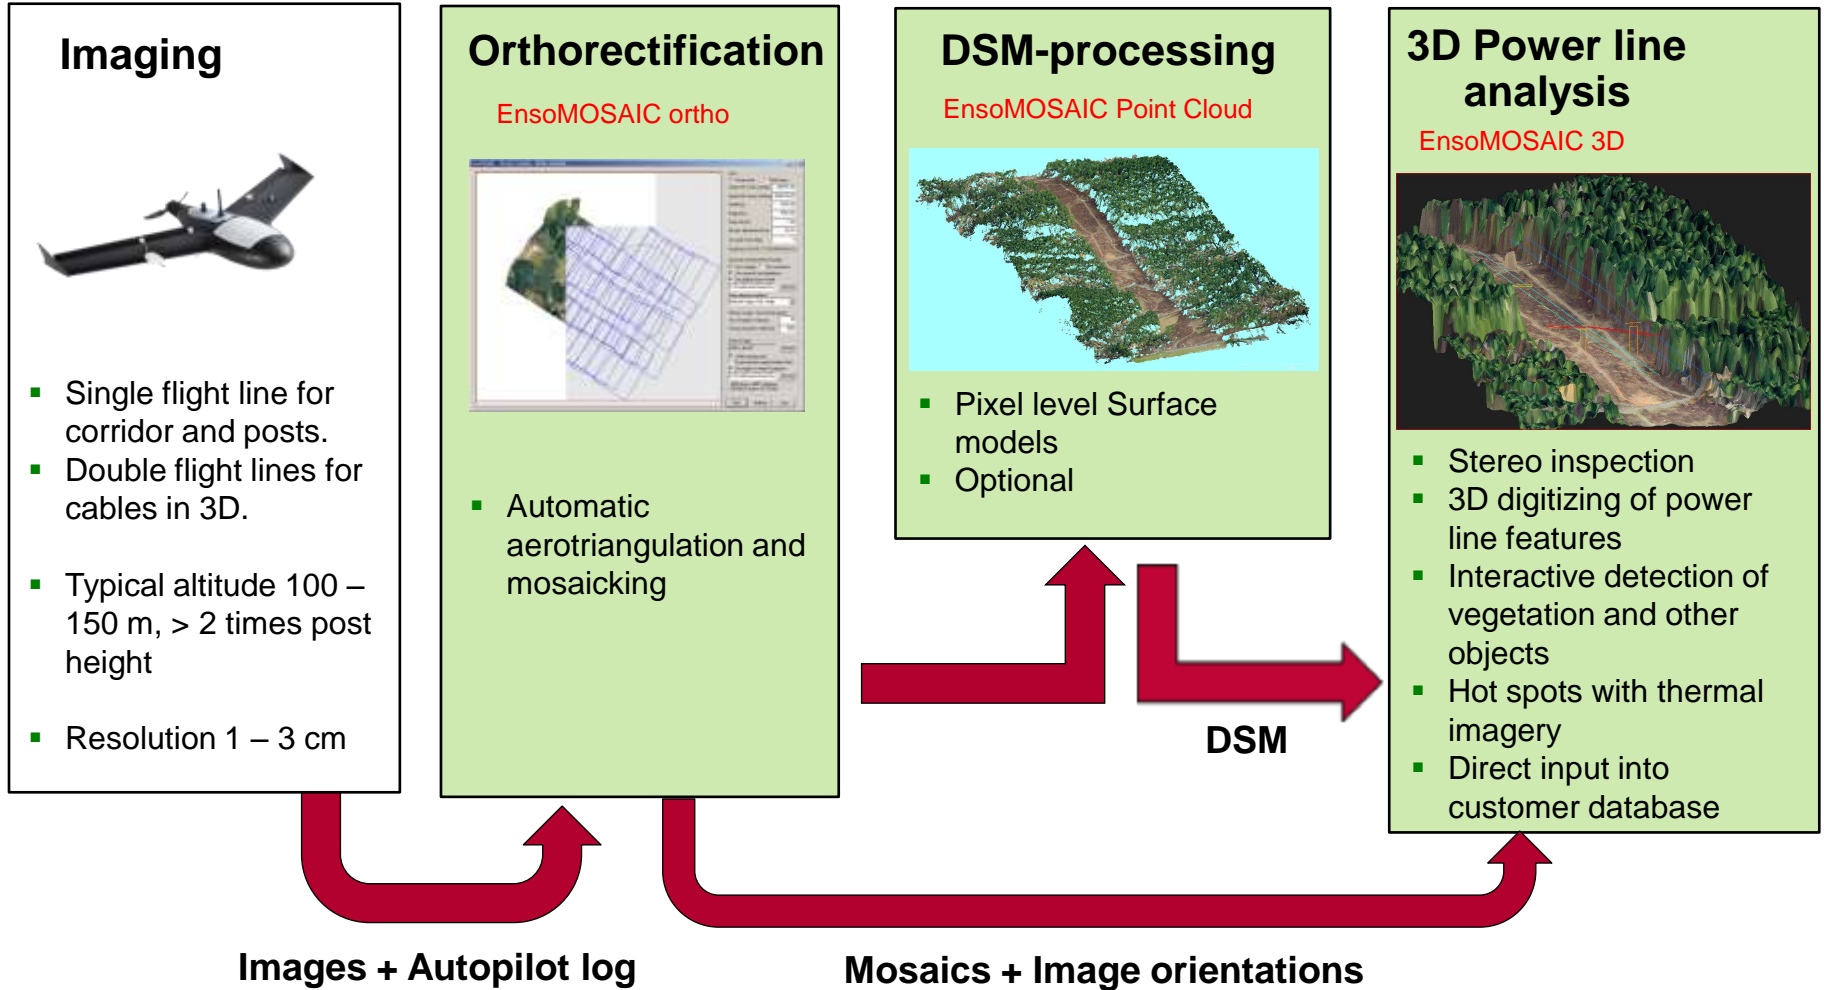 Imaging
Single flight line for
corridor and posts.
Double flight lines for
cables in 3D.
Typical altitude 100 –
150 m, > 2 times post
height
Resolution 1 – 3 cm
Orthorectification
EnsoMOSAIC ortho
Automatic
aerotriangulation and
mosaicking
DSM-processing
EnsoMOSAIC Point Cloud
Pixel level Surface
models
Optional
3D Power line
analysis
EnsoMOSAIC 3D
Stereo inspection
3D digitizing of power
line features
Interactive detection of
vegetation and other
objects
Hot spots with thermal
imagery
Direct input into
customer database
DSM
Images + Autopilot log
Mosaics + Image orientations